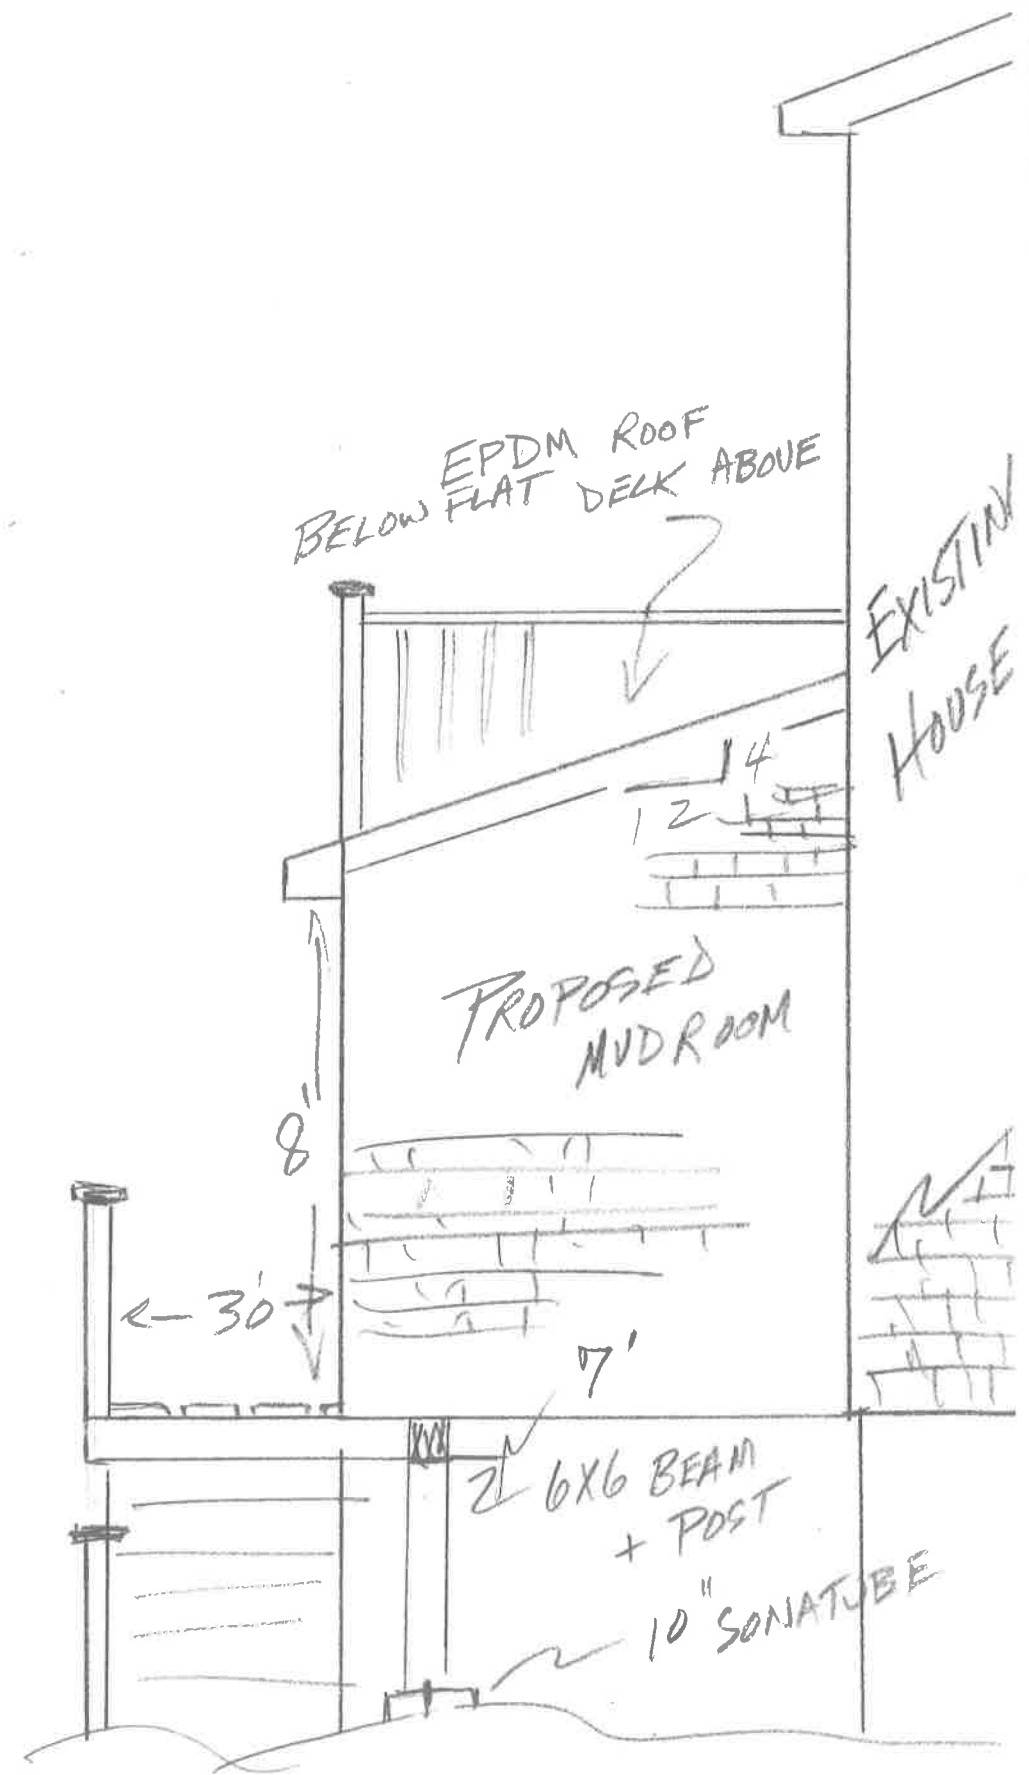 EPDM ROOF
BELOW FLAT DECK ABOVE
EXISTIN
HOUSE
4
12
PROPOSED
MUDROOM
8"
← 30' →
7'
6X6 BEAM
+ POST
10" SONATUBE